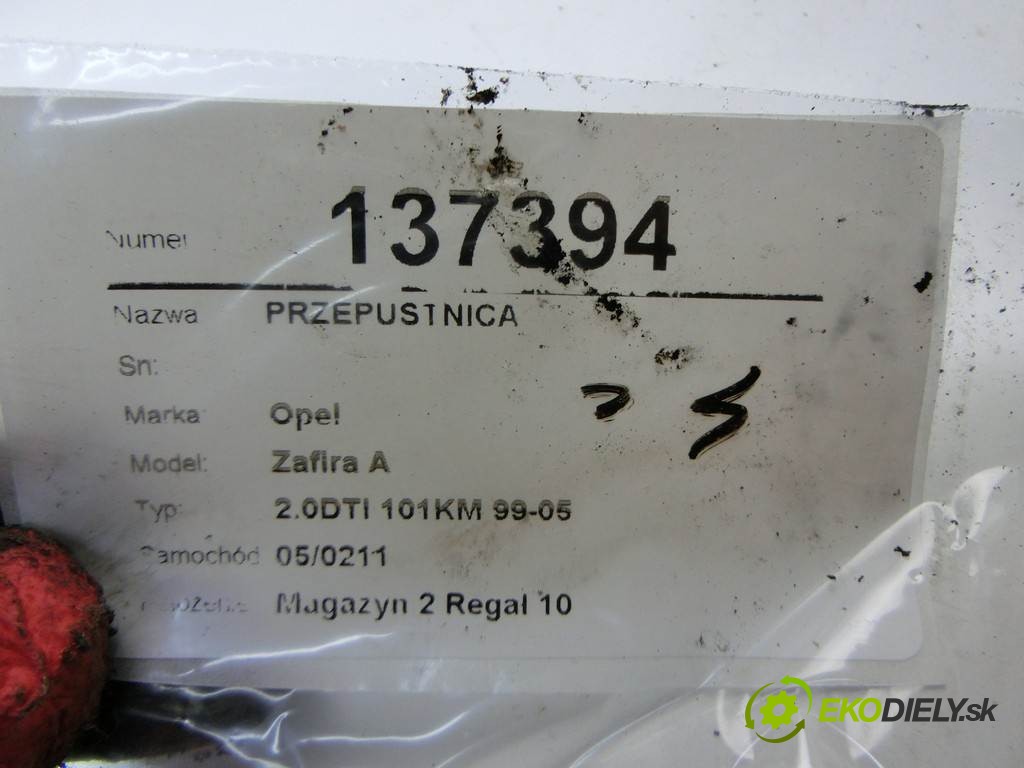 Numer 137394
Nazwa PRZEPUSTNICA
Sn:
Marka Opel
Model: Zafira A
Typ: 2.0DTI 101KM 99-05
Samochód 05/0211
Magazyn 2 Regał 10
EKODIELY.sk